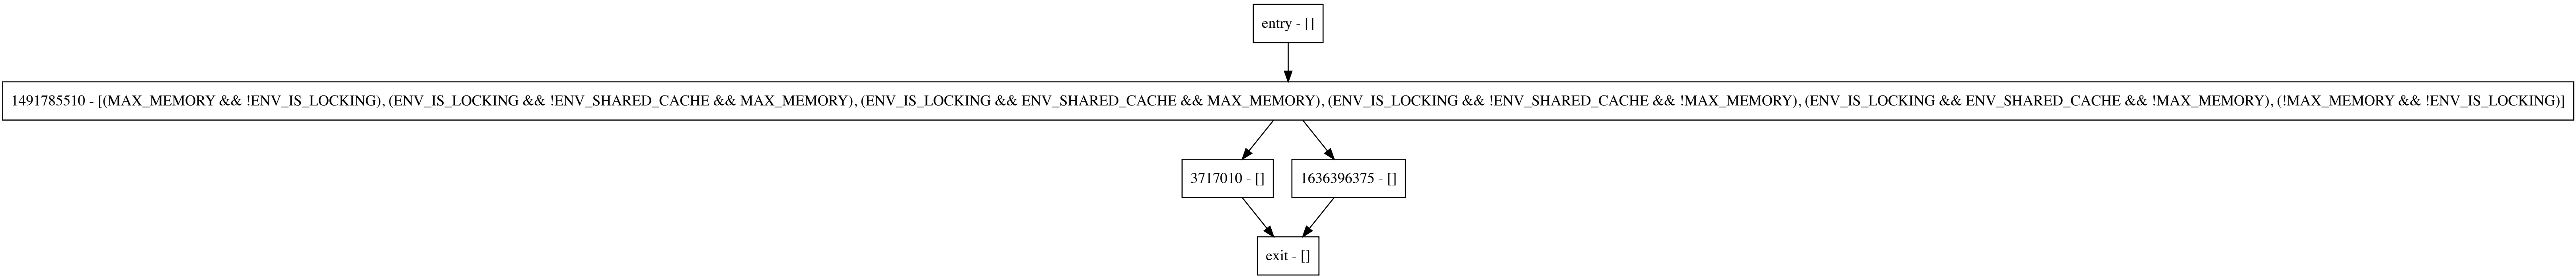 entry - []
1491785510 - [(MAX_MEMORY && !ENV_IS_LOCKING), (ENV_IS_LOCKING && !ENV_SHARED_CACHE && MAX_MEMORY), (ENV_IS_LOCKING && ENV_SHARED_CACHE && MAX_MEMORY), (ENV_IS_LOCKING && !ENV_SHARED_CACHE && !MAX_MEMORY), (ENV_IS_LOCKING && ENV_SHARED_CACHE && !MAX_MEMORY), (!MAX_MEMORY && !ENV_IS_LOCKING)]
3717010 - []
1636396375 - []
exit - []